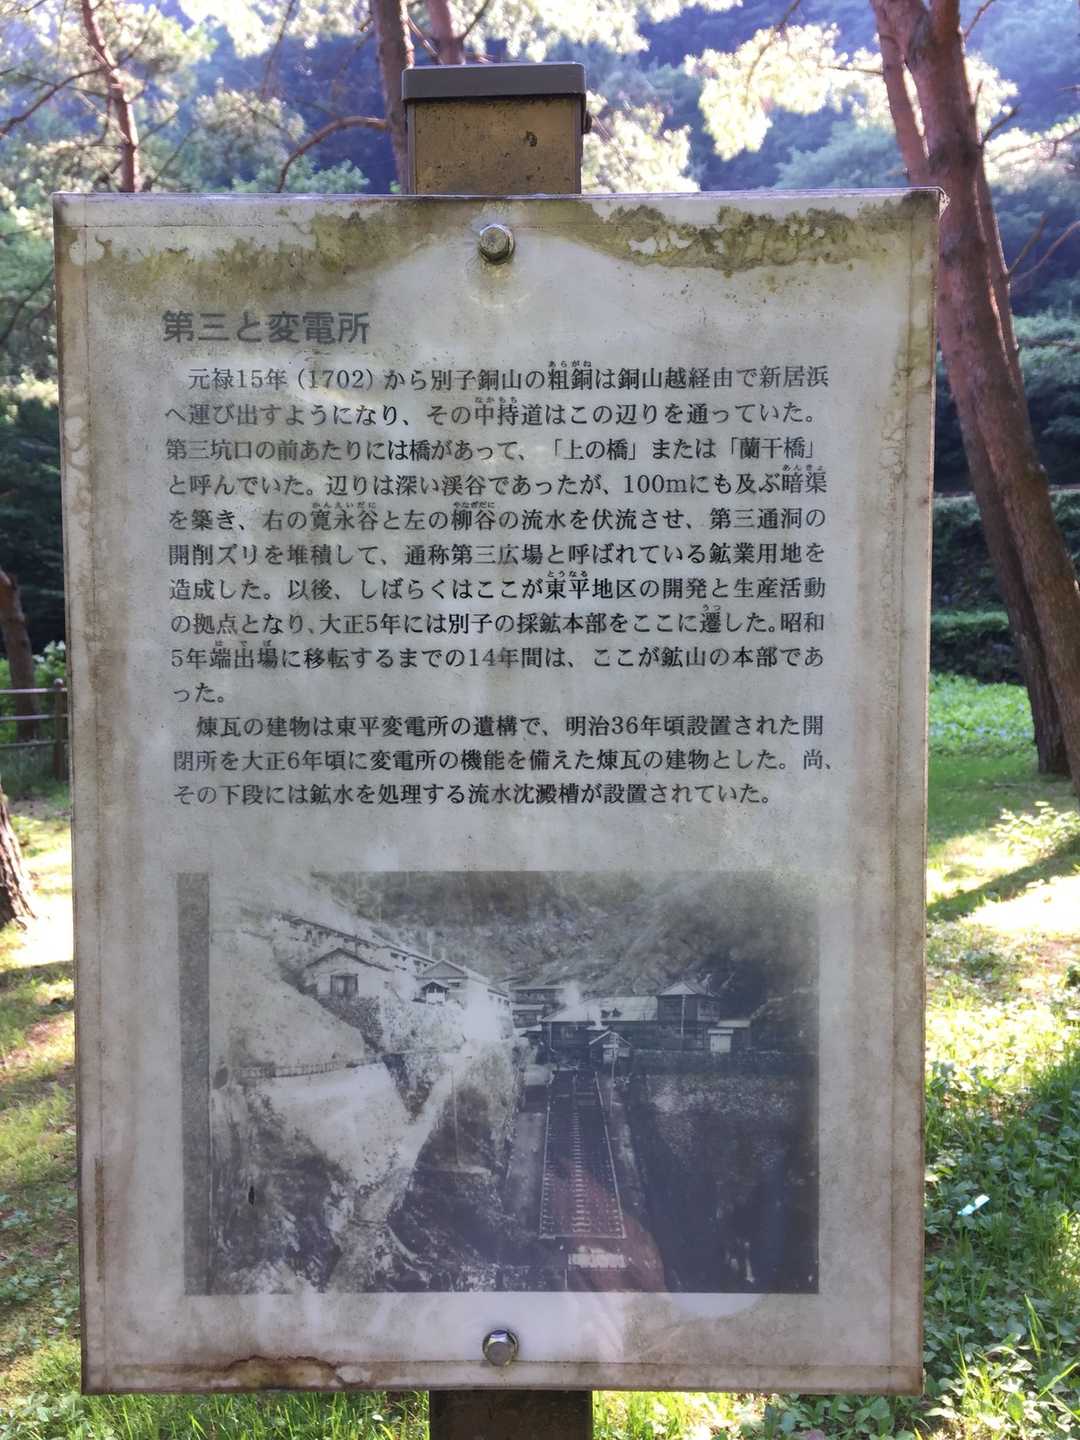 第三と変電所
元禄15年（1702）から別子銅山の粗銅は銅山越経由で新居浜
へ運び出すようになり、その中持道はこの辺りを通っていた。
第三坑口の前あたりには橋があって、「上の橋」または「蘭干橋」
と呼んでいた。辺りは深い渓谷であったが、100mにも及ぶ暗渠
を築き、右の寛永谷と左の柳谷の流水を伏流させ、第三通洞の
開削ズリを堆積して、通称第三広場と呼ばれている鉱業用地を
造成した。以後、しばらくはここが東平地区の開発と生産活動
の拠点となり、大正5年には別子の採鉱本部をここに遷した。昭和
5年端出場に移転するまでの14年間は、ここが鉱山の本部であ
った。
煉瓦の建物は東平変電所の遺構で、明治36年頃設置された開
閉所を大正6年頃に変電所の機能を備えた煉瓦の建物とした。尚、
その下段には鉱水を処理する流水沈澱槽が設置されていた。